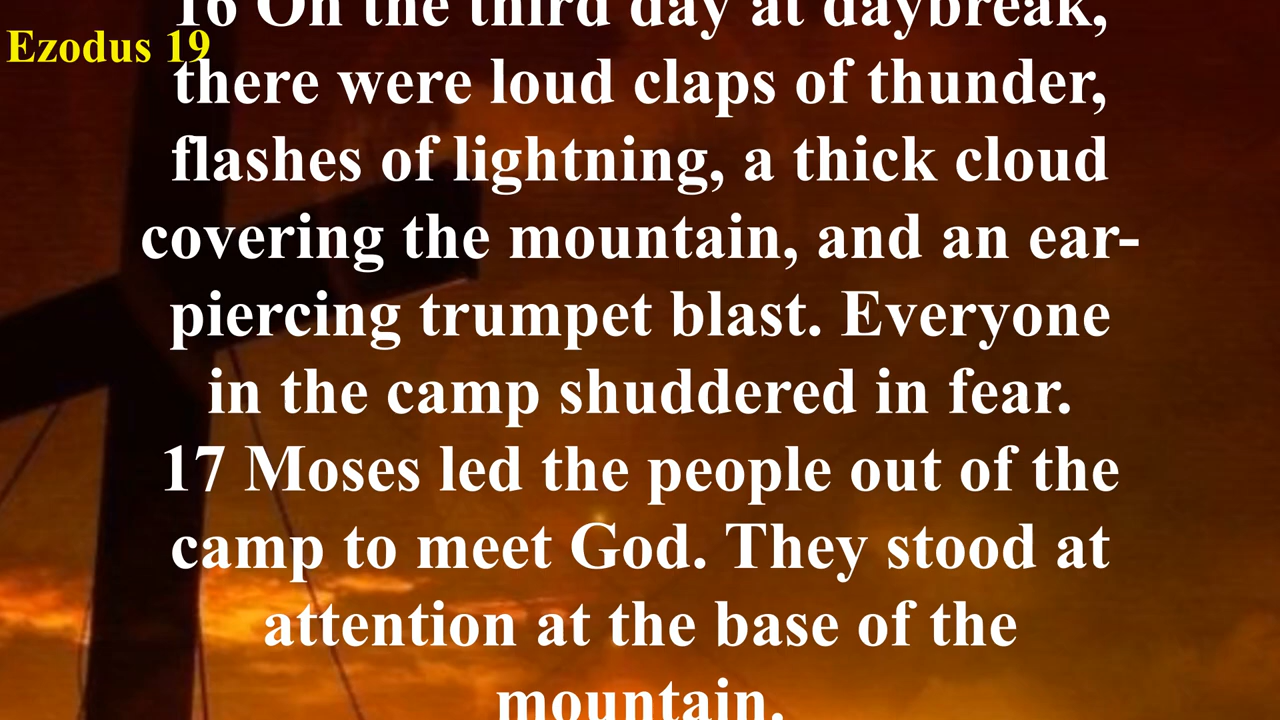 Ezodus 19
16 On the third day at daybreak,
there were loud claps of thunder,
flashes of lightning, a thick cloud
covering the mountain, and an ear-
piercing trumpet blast. Everyone
in the camp shuddered in fear.
17 Moses led the people out of the
camp to meet God. They stood at
attention at the base of the
mountain.